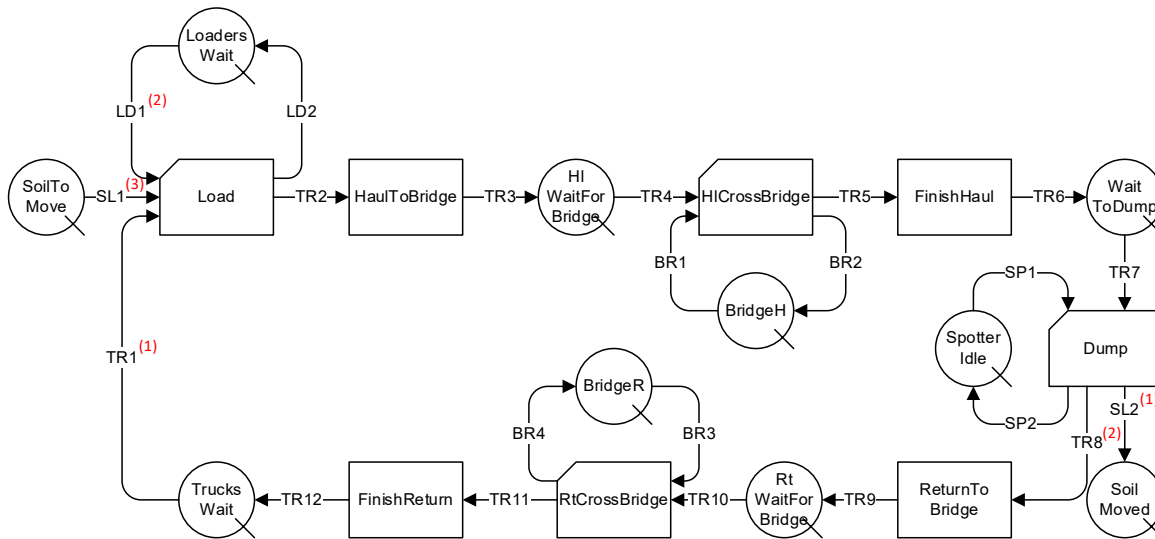 Loaders
Wait
LD1(2)
LD2
SoilTo
Move
SL1(3)
Load
TR2
HaulToBridge
TR3
Hl
WaitFor
Bridge
TR4
HlCrossBridge
TR5
FinishHaul
TR6
Wait
ToDump
BR1
BR2
BridgeH
SP1
TR7
Spotter
Idle
Dump
TR1(1)
BridgeR
SP2
SL2(1)
BR4
BR3
TR8(2)
Trucks
Wait
TR12
FinishReturn
TR11
RtCrossBridge
TR10
Rt
WaitFor
Bridge
TR9
ReturnTo
Bridge
Soil
Moved